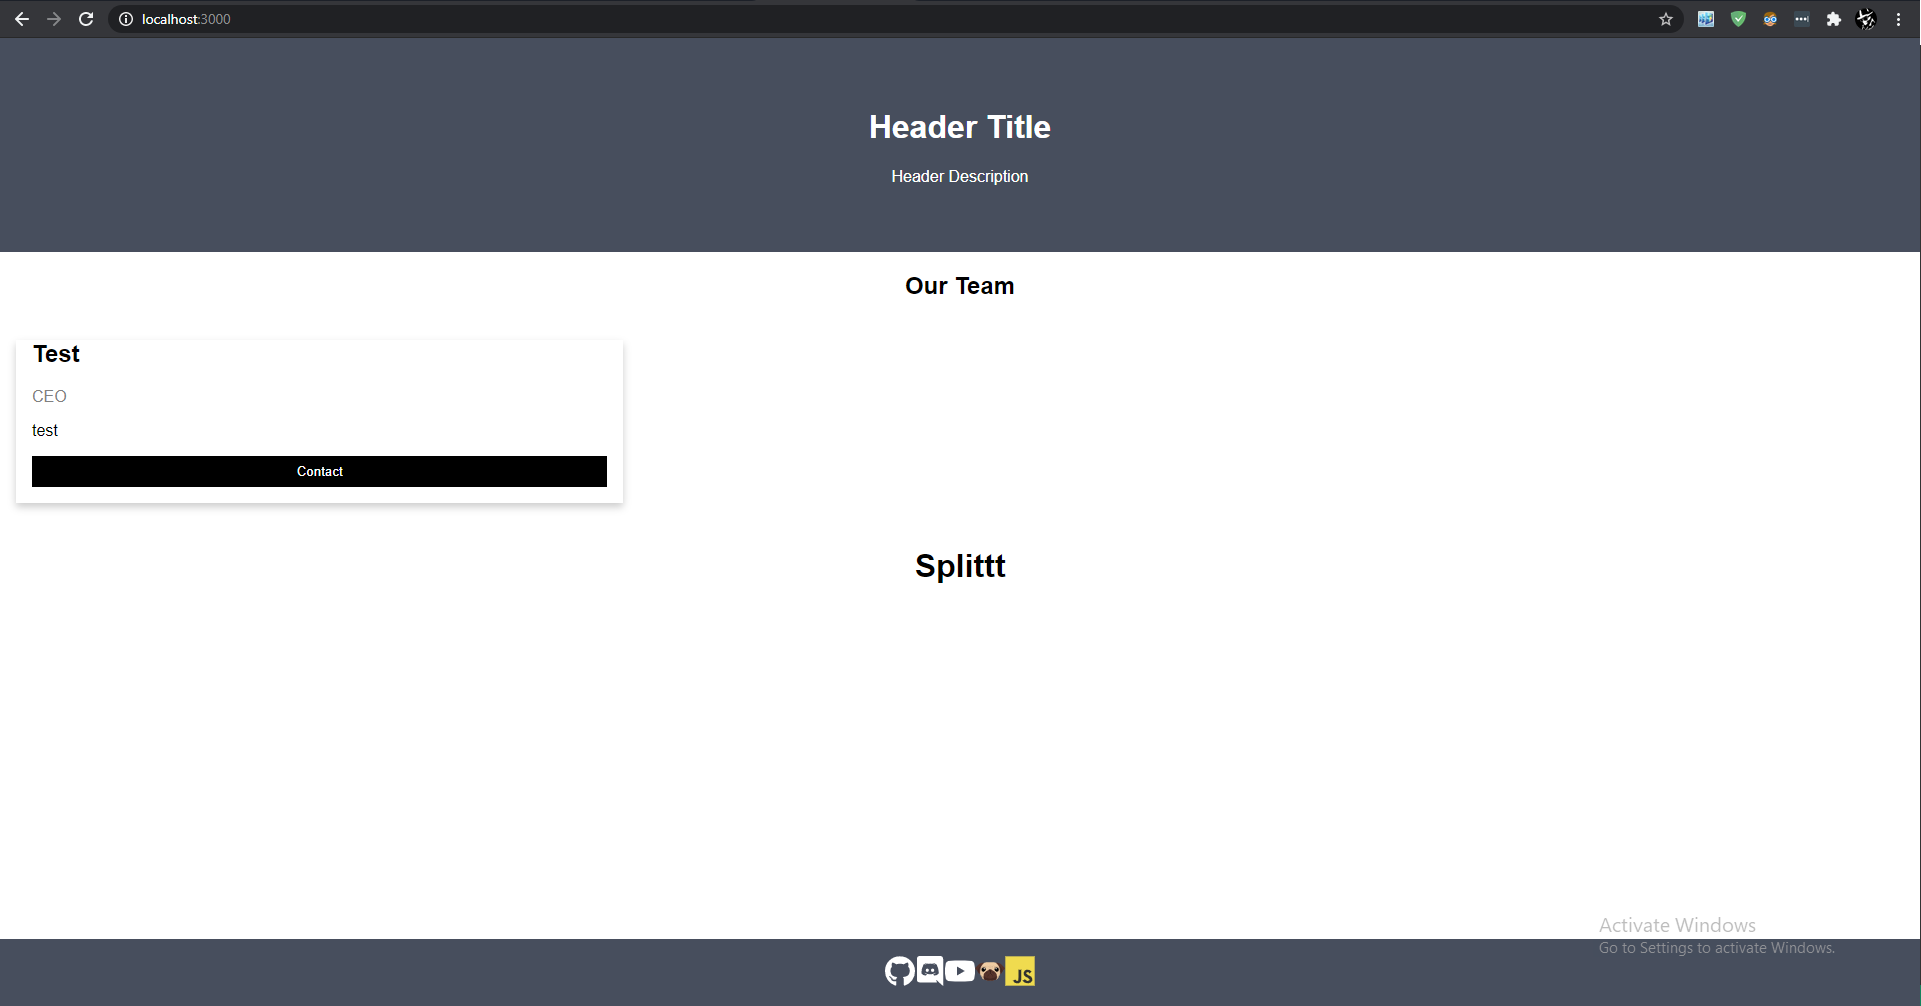 localhost:3000
Header Title
Header Description
Our Team
Test
CEO
test
Contact
Splittt
Activate Windows
Go to Settings to activate Windows.
JS